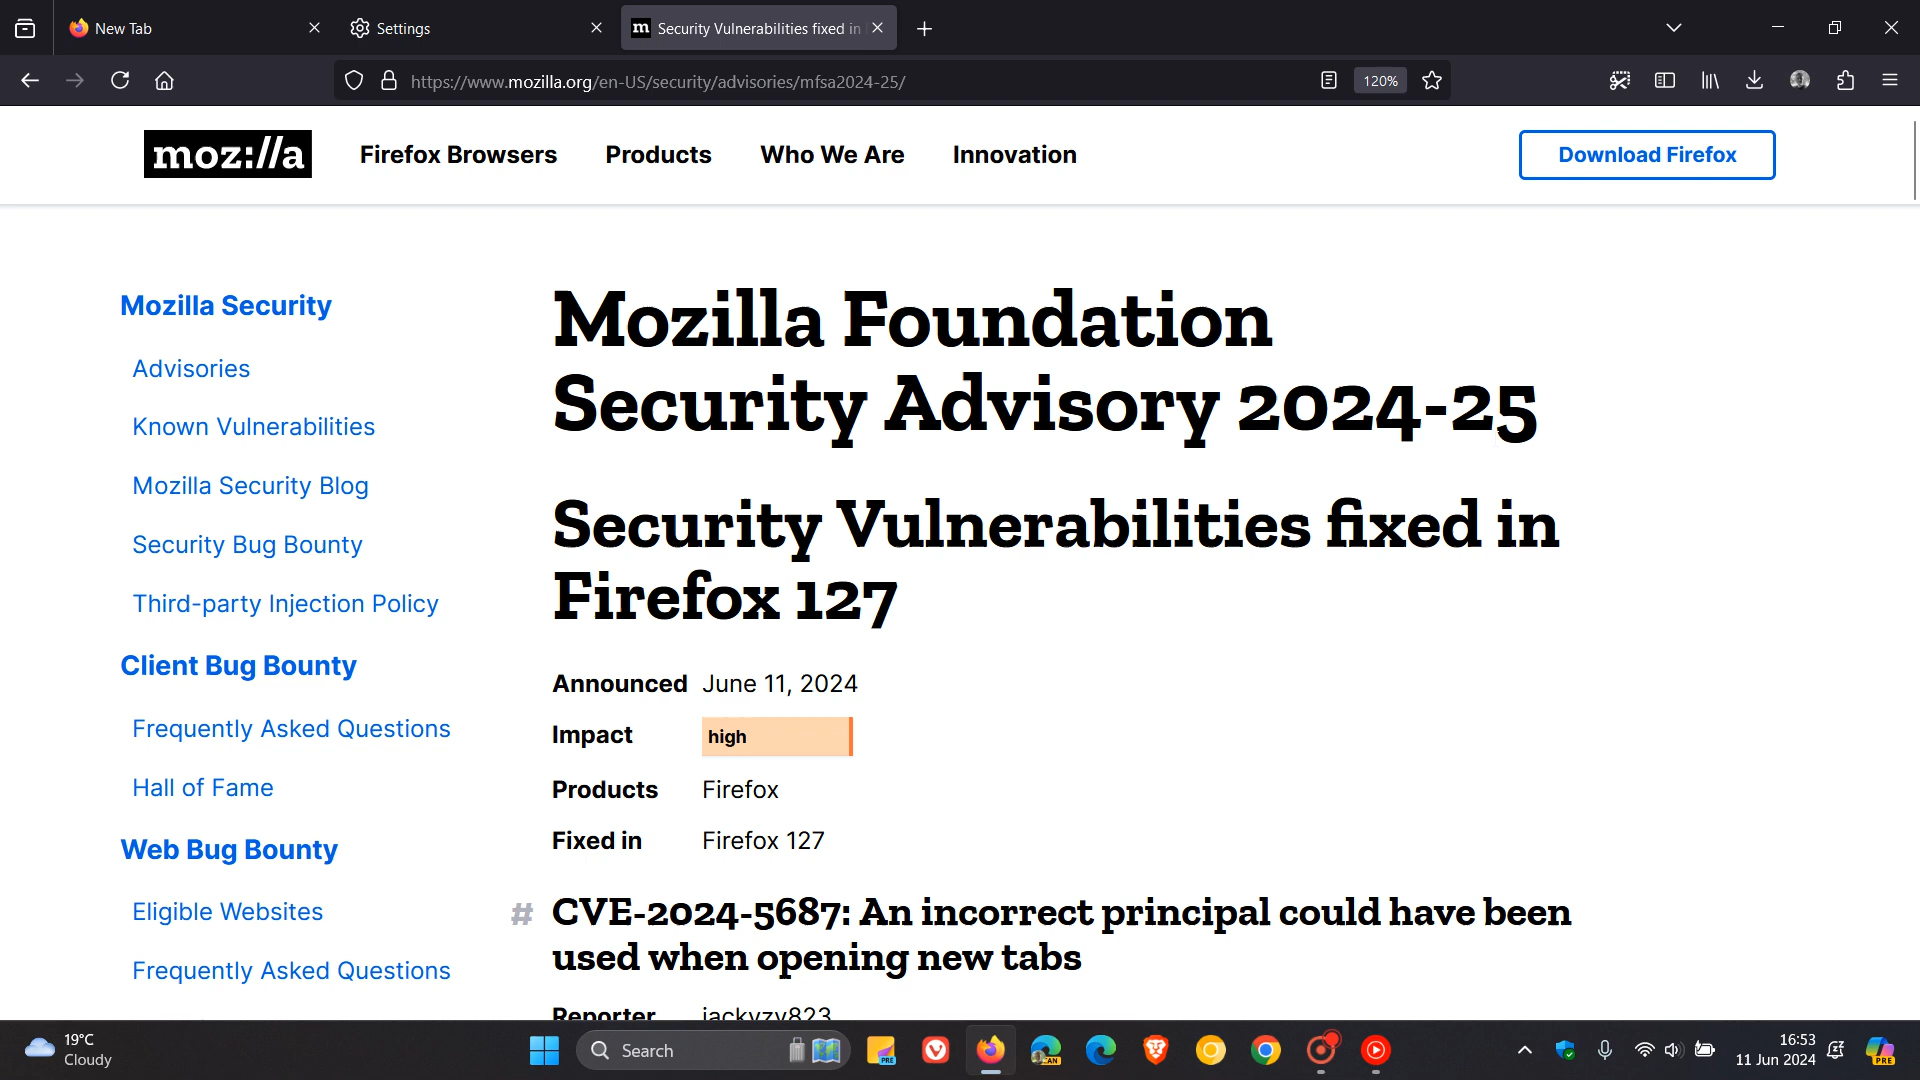 New Tab
Settings
m Security Vulnerabilities fixed in
https://www.mozilla.org/en-US/security/advisories/mfsa2024-25/
120%
moz://a
Firefox Browsers
Products
Who We Are
Innovation
Download Firefox
Mozilla Security
Advisories
Known Vulnerabilities
Mozilla Security Blog
Security Bug Bounty
Third-party Injection Policy
Client Bug Bounty
Frequently Asked Questions
Hall of Fame
Web Bug Bounty
Eligible Websites
Frequently Asked Questions
Mozilla Foundation
Security Advisory 2024-25
Security Vulnerabilities fixed in
Firefox 127
Announced June 11, 2024
Impact high
Products Firefox
Fixed in Firefox 127
# CVE-2024-5687: An incorrect principal could have been
used when opening new tabs
Reporter jackyzy823
19°C
Cloudy
Search
PRE
CAN
16:53
11 Jun 2024
PRE